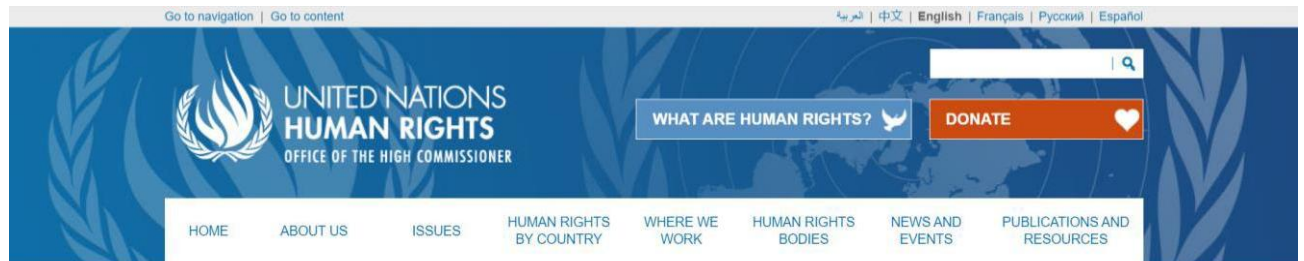 Go to navigation | Go to content
العربية | 中文 | English | Français | Русский | Español
UNITED NATIONS
HUMAN RIGHTS
OFFICE OF THE HIGH COMMISSIONER
WHAT ARE HUMAN RIGHTS?
DONATE
HOME
ABOUT US
ISSUES
HUMAN RIGHTS
BY COUNTRY
WHERE WE
WORK
HUMAN RIGHTS
BODIES
NEWS AND
EVENTS
PUBLICATIONS AND
RESOURCES